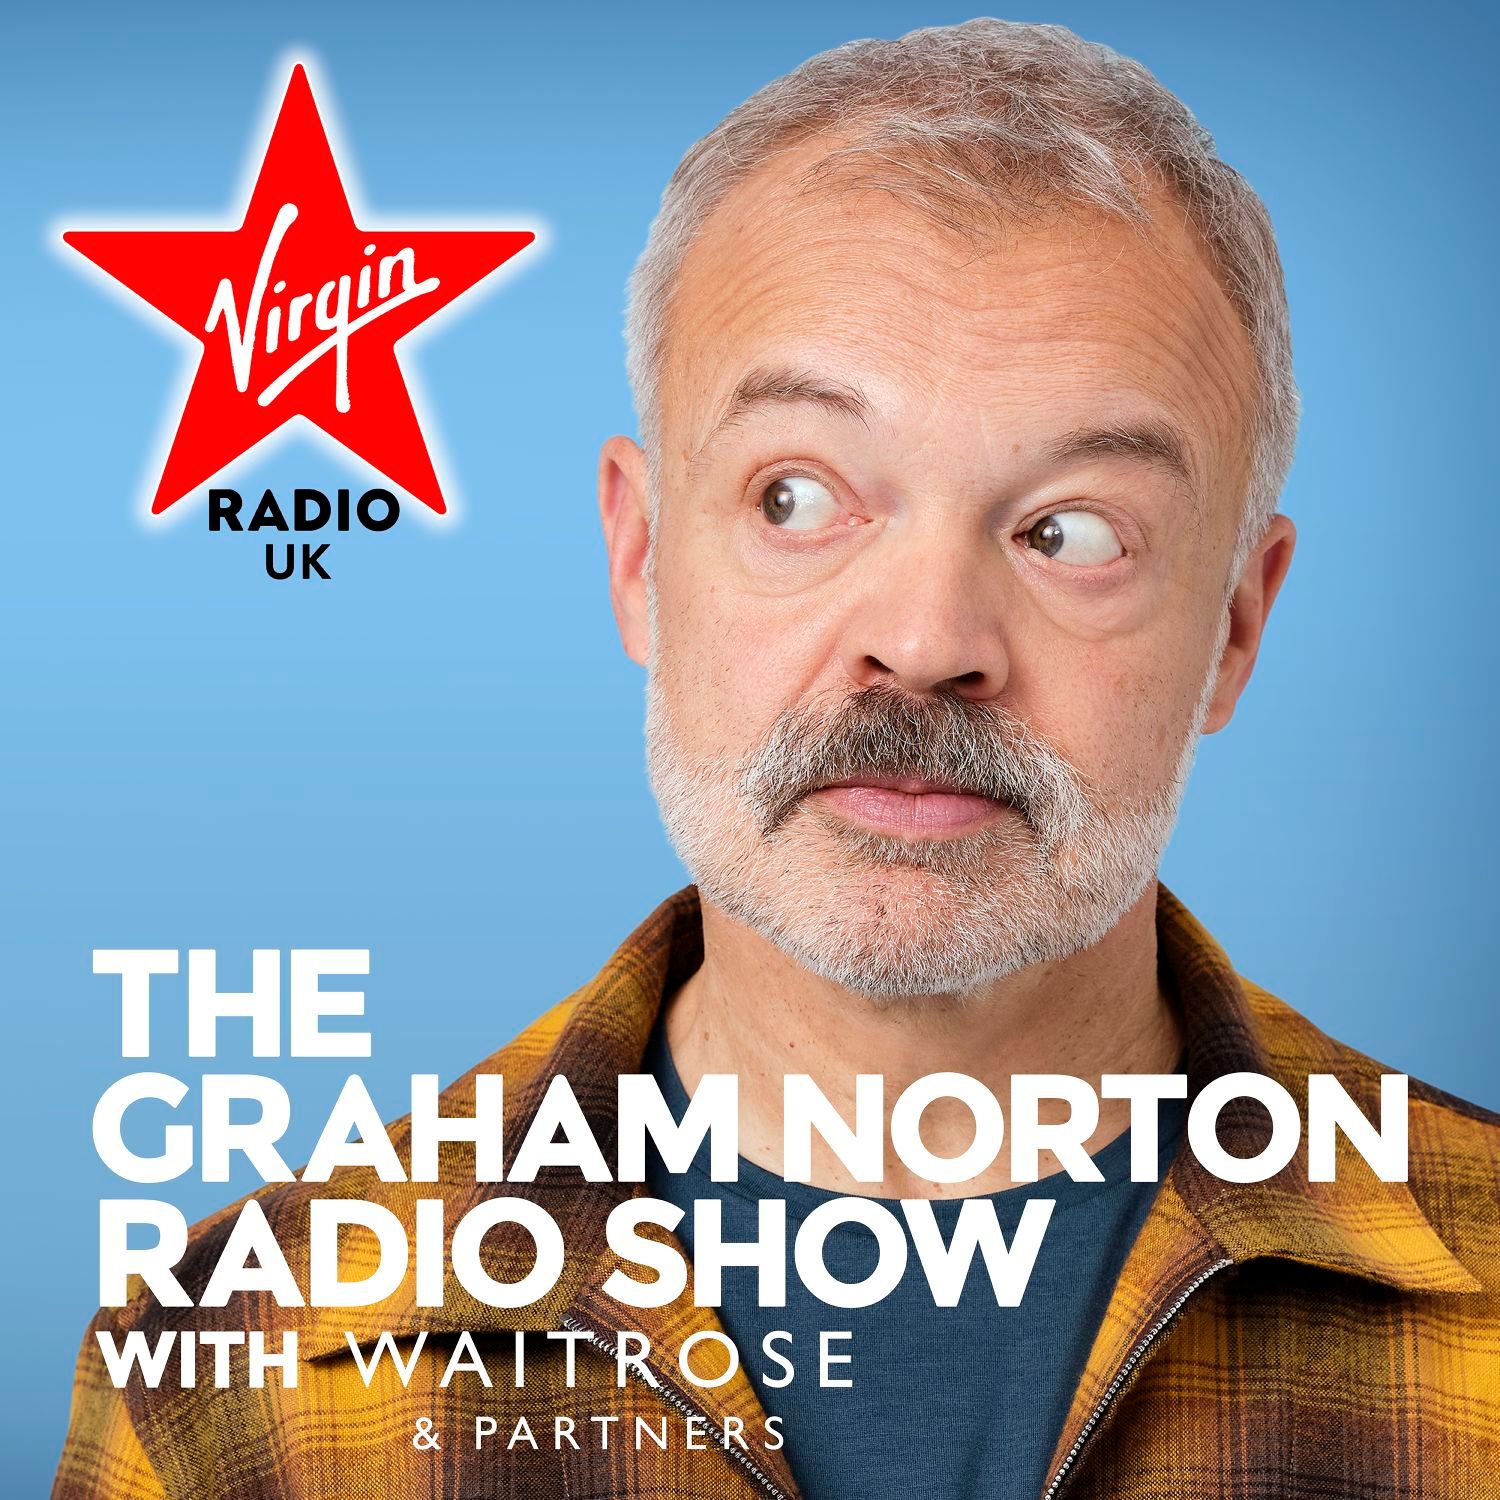 Virgin
RADIO
UK
THE
GRAHAM NORTON
RADIO SHOW
WITH WAITROSE
& PARTNERS